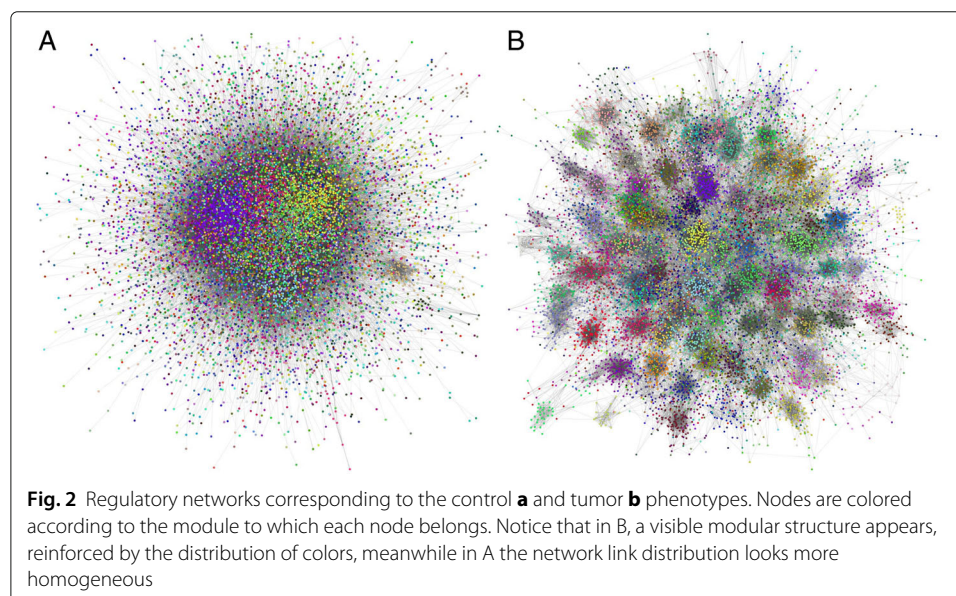 A
B
Fig. 2 Regulatory networks corresponding to the control a and tumor b phenotypes. Nodes are colored
according to the module to which each node belongs. Notice that in B, a visible modular structure appears,
reinforced by the distribution of colors, meanwhile in A the network link distribution looks more
homogeneous